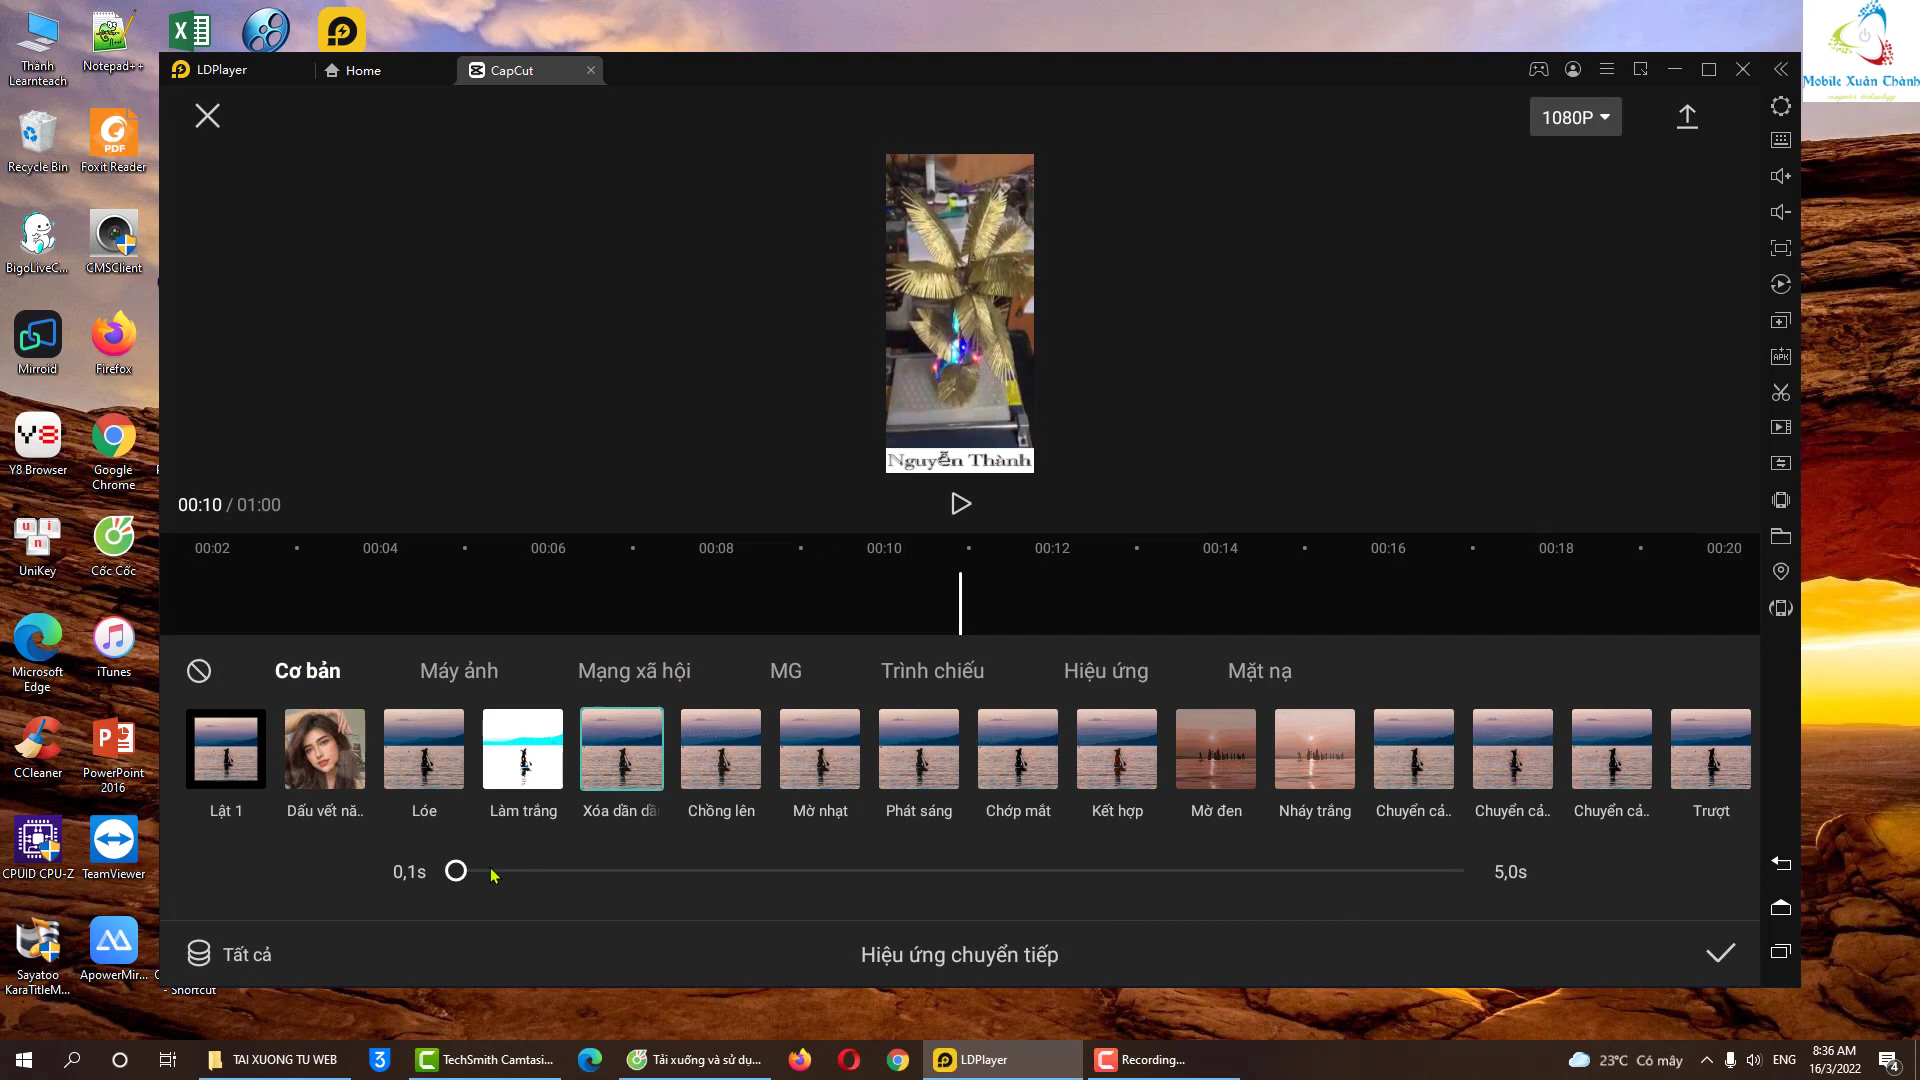 LDPlayer
Home
CapCut
1080P
Nguyễn Thành
00:10 / 01:00
00:02
00:04
00:06
00:08
00:10
00:12
00:14
00:16
00:18
00:20
Cơ bản
Máy ảnh
Mạng xã hội
MG
Trình chiếu
Hiệu ứng
Mặt nạ
Lật 1
Dấu vết nă..
Lóe
Làm trắng
Xóa dần dầ
Chồng lên
Mờ nhạt
Phát sáng
Chớp mắt
Kết hợp
Mờ đen
Nháy trắng
Chuyển cả..
Chuyển cả..
Chuyển cả..
Trượt
0,1s
5,0s
Tất cả
Hiệu ứng chuyển tiếp
Thành
Learnteach
Notepad++
Recycle Bin
Foxit Reader
PDF
BigoLiveC...
CMSClient
Mirroid
Firefox
Y8 Browser
Google
Chrome
UniKey
Cốc Cốc
Microsoft
Edge
iTunes
CCleaner
PowerPoint
2016
CPUID CPU-Z
TeamViewer
Sayatoo
KaraTitleM...
ApowerMir...
- Shortcut
APK
Mobile Xuân Thành
TAI XUONG TU WEB
TechSmith Camtasi...
Tải xuống và sử dụ...
LDPlayer
Recording...
23°C Có mây
ENG
8:36 AM
16/3/2022
4